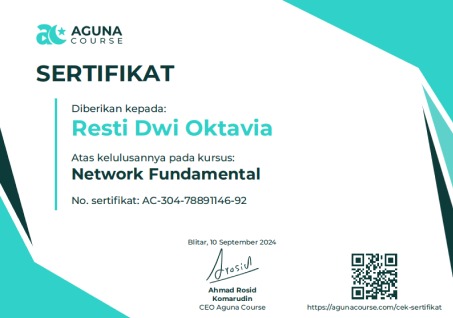 AGUNA
COURSE
SERTIFIKAT
Diberikan kepada:
Resti Dwi Oktavia
Atas kelulusannya pada kursus:
Network Fundamental
No. sertifikat: AC-304-78891146-92
Blitar, 10 September 2024
Arosid
Ahmad Rosid
Komarudin
CEO Aguna Course
https://agunacourse.com/cek-sertifikat